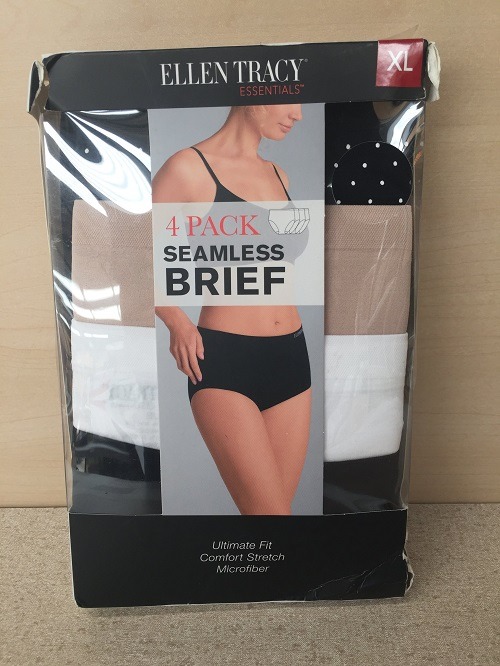 ELLEN TRACY®
ESSENTIALS™
XL
4 PACK
SEAMLESS
BRIEF
Ultimate Fit
Comfort Stretch
Microfiber